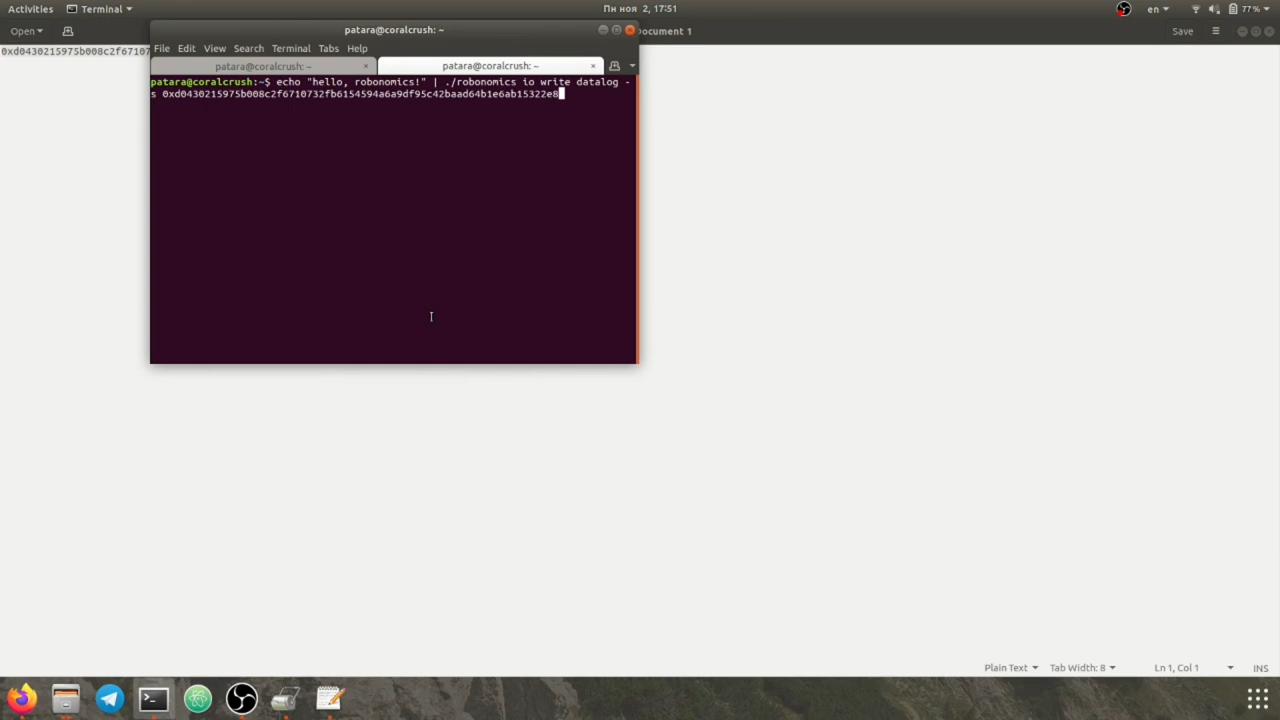 Activities Terminal Пн ноя 2, 17:51 en 77%
Open patara@coralcrush: ~ ocument 1 Save
File Edit View Search Terminal Tabs Help
0xd0430215975b008c2f67107
patara@coralcrush: ~ × patara@coralcrush: ~ ×
patara@coralcrush:~$ echo "hello, robonomics!" | ./robonomics io write datalog -
s 0xd0430215975b008c2f6710732fb6154594a6a9df95c42baad64b1e6ab15322e8
Plain Text Tab Width: 8 Ln 1, Col 1 INS